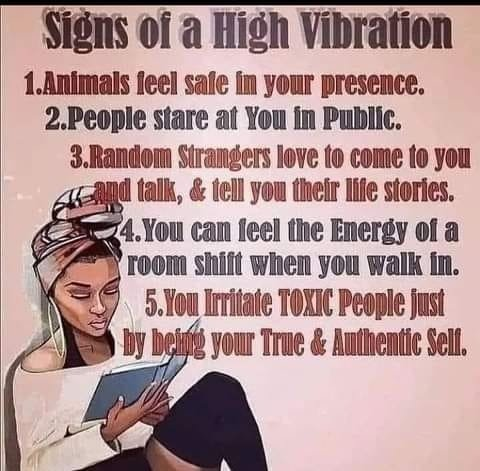 Signs of a High Vibration
1.Animals feel safe in your presence.
2.People stare at You in Public.
3.Random Strangers love to come to you
and talk, & tell you their life stories.
4.You can feel the Energy of a
room shift when you walk in.
5.You Irritate TOXIC People just
by being your True & Authentic Self.